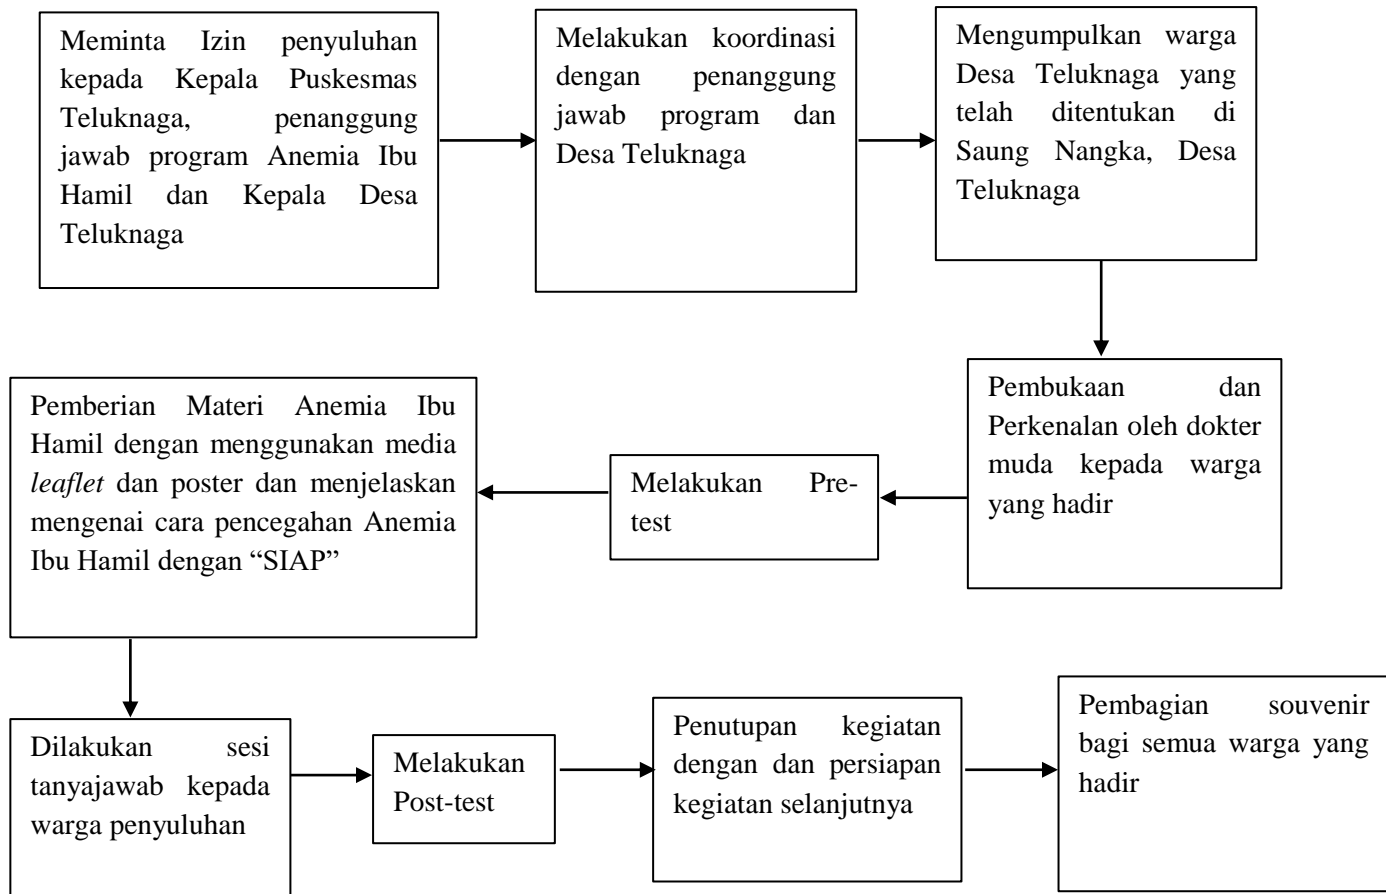 Meminta Izin penyuluhan
kepada Kepala Puskesmas
Teluknaga, penanggung
jawab program Anemia Ibu
Hamil dan Kepala Desa
Teluknaga
Melakukan koordinasi
dengan penanggung
jawab program dan
Desa Teluknaga
Mengumpulkan warga
Desa Teluknaga yang
telah ditentukan di
Saung Nangka, Desa
Teluknaga
Pembukaan dan
Perkenalan oleh dokter
muda kepada warga
yang hadir
Melakukan Pre-
test
Pemberian Materi Anemia Ibu
Hamil dengan menggunakan media
leaflet dan poster dan menjelaskan
mengenai cara pencegahan Anemia
Ibu Hamil dengan “SIAP”
Dilakukan sesi
tanyajawab kepada
warga penyuluhan
Melakukan
Post-test
Penutupan kegiatan
dengan dan persiapan
kegiatan selanjutnya
Pembagian souvenir
bagi semua warga yang
hadir